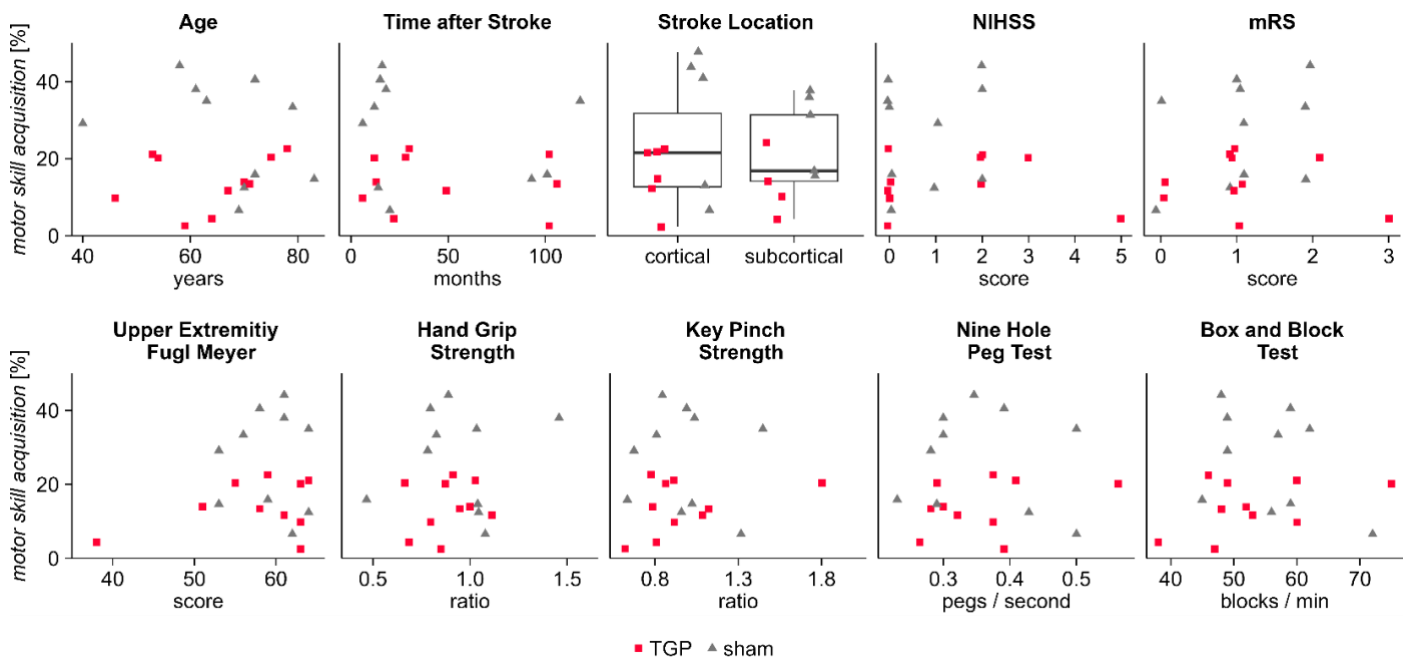 Age
Time after Stroke
Stroke Location
NIHSS
mRS
motor skill acquisition [%]
40
20
0
40 60 80
years
0 50 100
months
cortical subcortical
0 1 2 3 4 5
score
0 1 2 3
score
Upper Extremitiy
Fugl Meyer
Hand Grip
Strength
Key Pinch
Strength
Nine Hole
Peg Test
Box and Block
Test
motor skill acquisition [%]
40
20
0
40 50 60
score
0.5 1.0 1.5
ratio
0.8 1.3 1.8
ratio
0.3 0.4 0.5
pegs / second
40 50 60 70
blocks / min
TGP sham